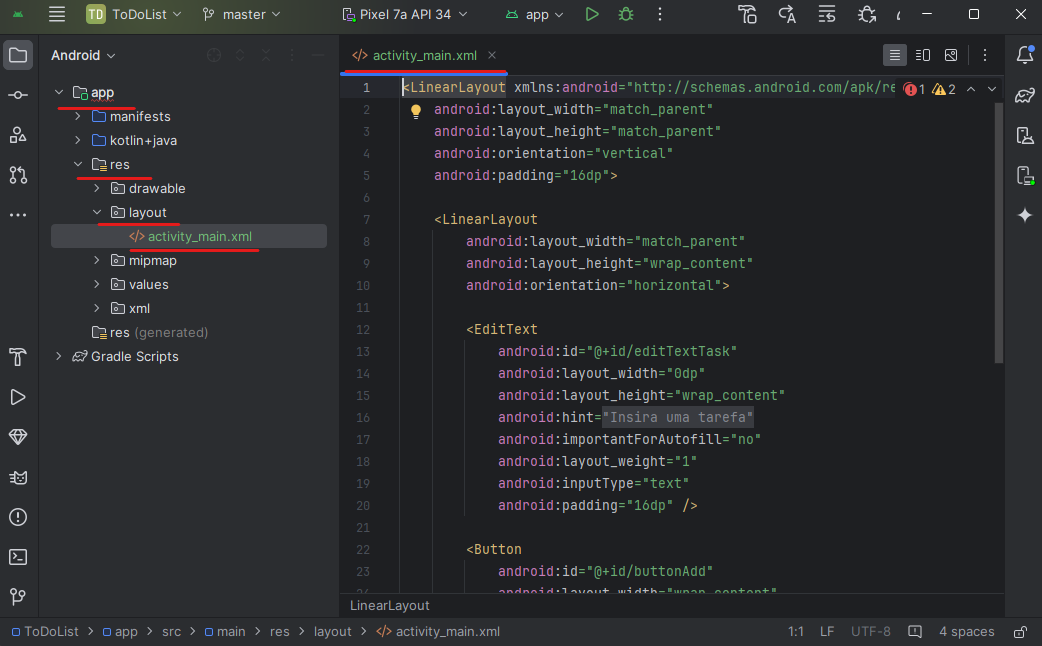 TD ToDoList master Pixel 7a API 34 app
Android
activity_main.xml
app
manifests
kotlin+java
res
drawable
layout
activity_main.xml
mipmap
values
xml
res (generated)
Gradle Scripts
1 <LinearLayout xmlns:android="http://schemas.android.com/apk/re 1 2
2 android:layout_width="match_parent"
3 android:layout_height="match_parent"
4 android:orientation="vertical"
5 android:padding="16dp">
6
7 <LinearLayout
8 android:layout_width="match_parent"
9 android:layout_height="wrap_content"
10 android:orientation="horizontal">
11
12 <EditText
13 android:id="@+id/editTextTask"
14 android:layout_width="0dp"
15 android:layout_height="wrap_content"
16 android:hint="Insira uma tarefa"
17 android:importantForAutofill="no"
18 android:layout_weight="1"
19 android:inputType="text"
20 android:padding="16dp" />
21
22 <Button
23 android:id="@+id/buttonAdd"
24 android:layout_width="wrap_content"
LinearLayout
ToDoList app src main res layout activity_main.xml 1:1 LF UTF-8 4 spaces